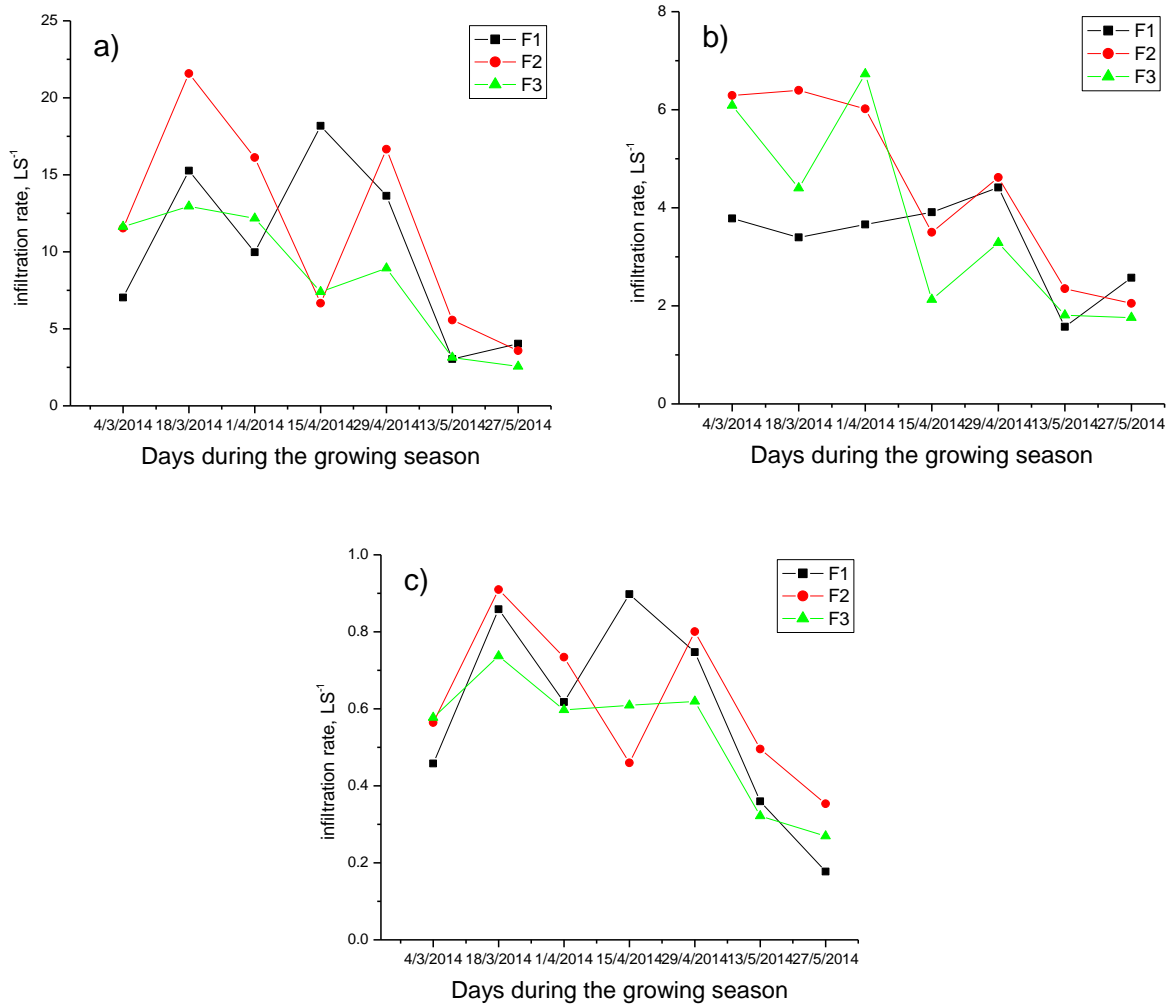 a)
F1
F2
F3
25
20
15
10
5
0
infiltration rate, LS-1
4/3/2014 18/3/2014 1/4/2014 15/4/2014 29/4/2014 13/5/2014 27/5/2014
Days during the growing season
b)
F1
F2
F3
8
6
4
2
0
infiltration rate, LS-1
4/3/2014 18/3/2014 1/4/2014 15/4/2014 29/4/2014 13/5/2014 27/5/2014
Days during the growing season
c)
F1
F2
F3
1.0
0.8
0.6
0.4
0.2
0.0
infiltration rate, LS-1
4/3/2014 18/3/2014 1/4/2014 15/4/2014 29/4/2014 13/5/2014 27/5/2014
Days during the growing season